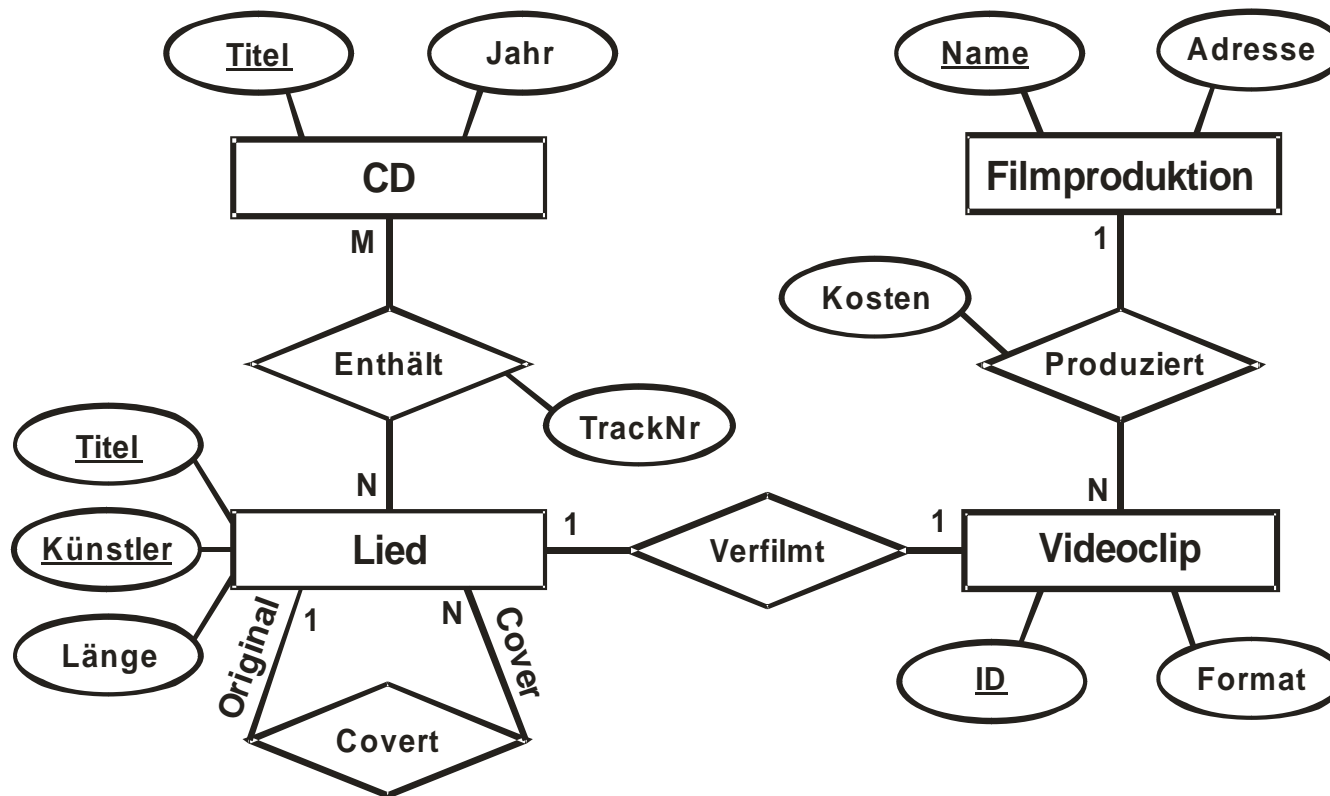 Titel
Jahr
Name
Adresse
CD
Filmproduktion
M
1
Kosten
Enthält
Produziert
TrackNr
Titel
N
N
Künstler
Lied
1
Verfilmt
1
Videoclip
Länge
Original
1
N
Cover
ID
Format
Covert